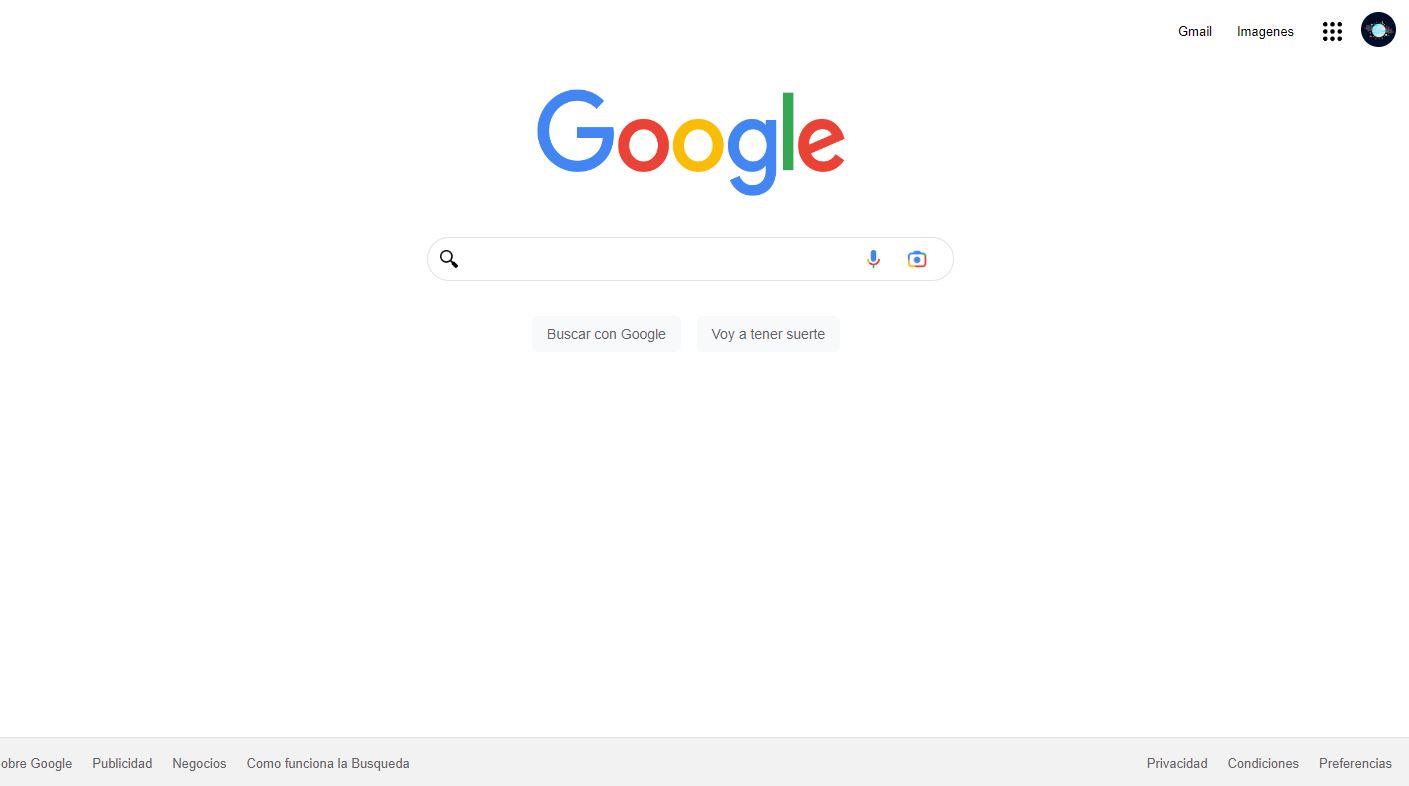 Gmail Imagenes
Google
Buscar con Google Voy a tener suerte
obre Google Publicidad Negocios Como funciona la Busqueda Privacidad Condiciones Preferencias